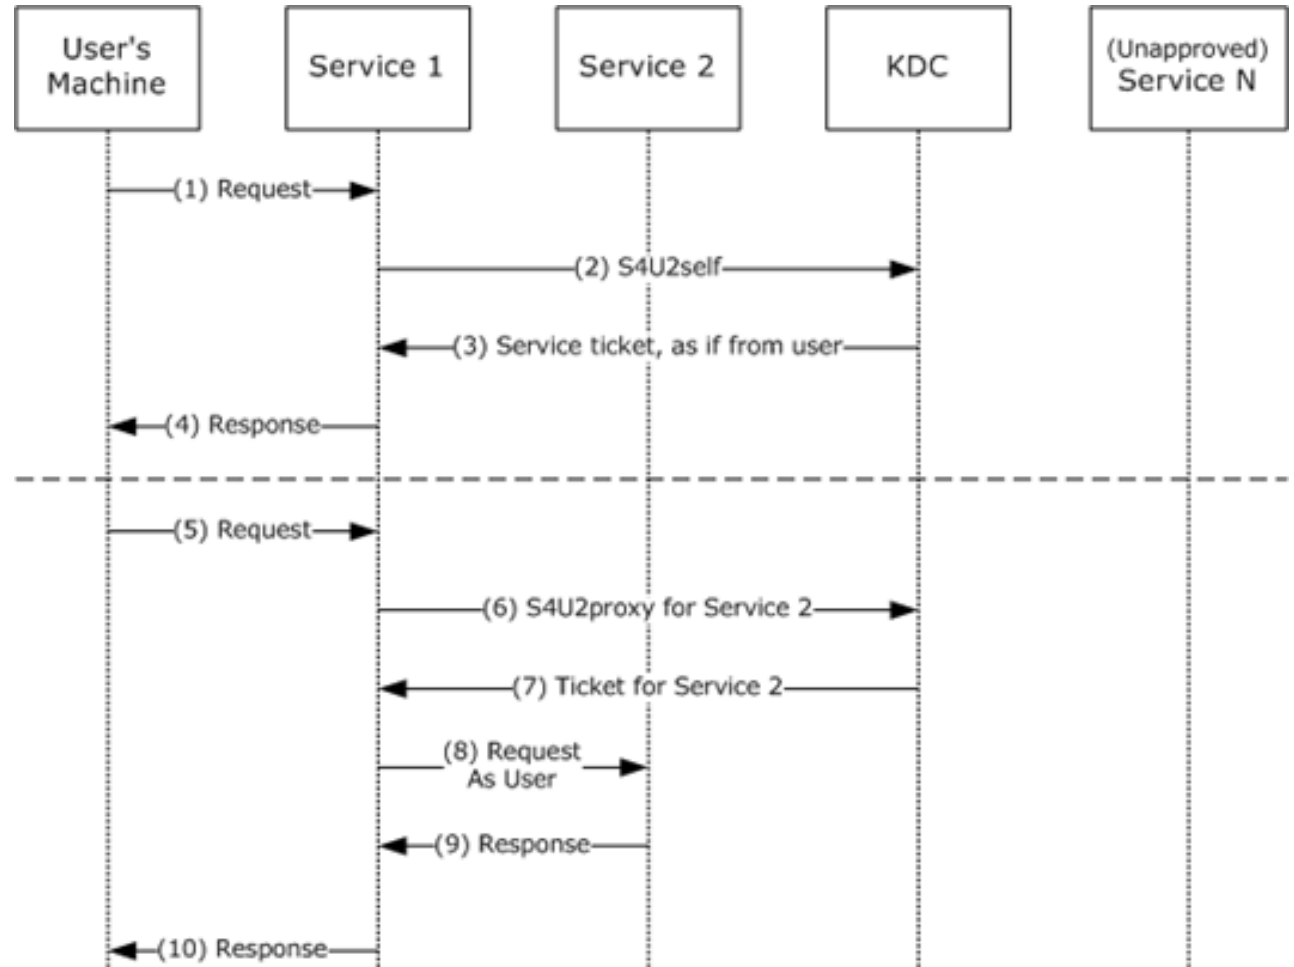 User's
Machine
Service 1
Service 2
KDC
(Unapproved)
Service N
(1) Request
(2) S4U2self
(3) Service ticket, as if from user
(4) Response
(5) Request
(6) S4U2proxy for Service 2
(7) Ticket for Service 2
(8) Request
As User
(9) Response
(10) Response